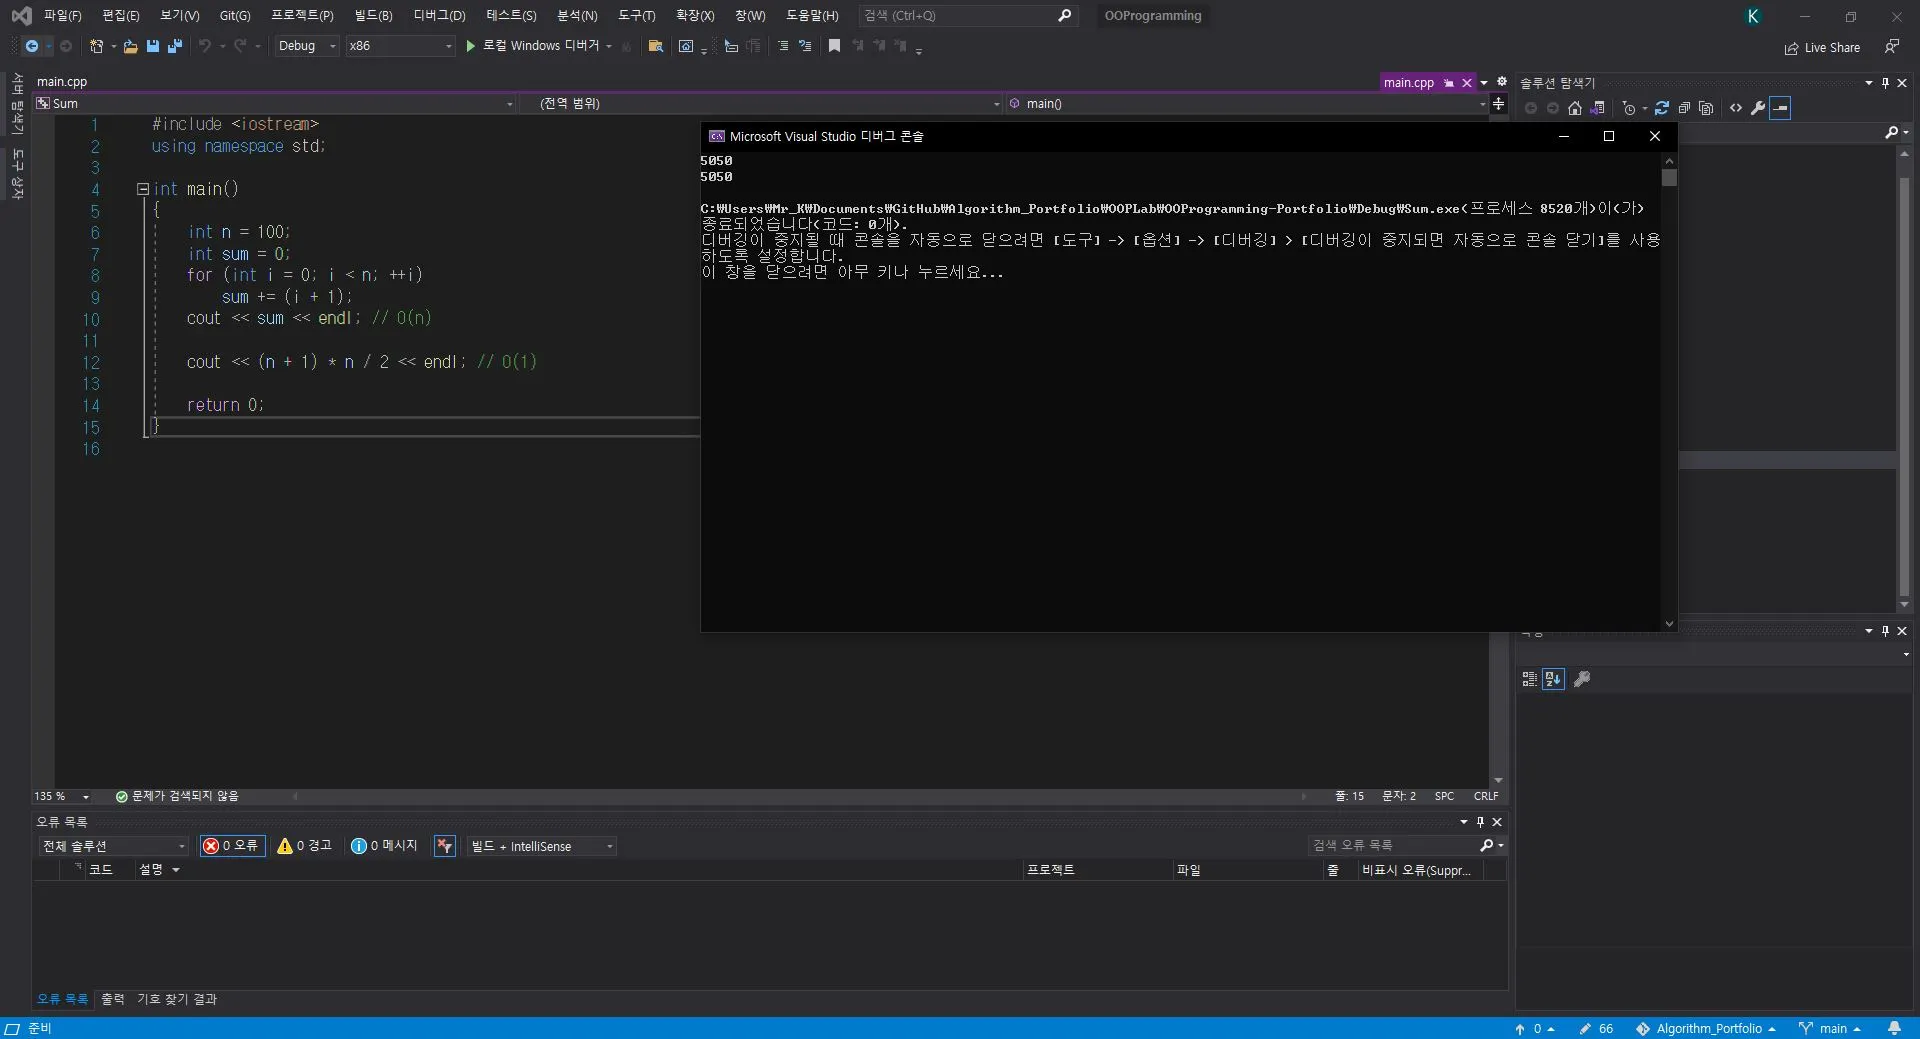 파일(F) 편집(E) 보기(V) Git(G) 프로젝트(P) 빌드(B) 디버그(D) 테스트(S) 분석(N) 도구(T) 확장(X) 창(W) 도움말(H) 검색 (Ctrl+Q) OOProgramming K
Debug x86 로컬 Windows 디버거 Live Share
서버 탐색기
도구 상자
main.cpp main.cpp 솔루션 탐색기
Sum (전역 범위) main()
1 #include <iostream>
2 using namespace std;
3
4 int main()
5 {
6 int n = 100;
7 int sum = 0;
8 for (int i = 0; i < n; ++i)
9 sum += (i + 1);
10 cout << sum << endl; // O(n)
11
12 cout << (n + 1) * n / 2 << endl; // O(1)
13
14 return 0;
15 }
16
Microsoft Visual Studio 디버그 콘솔
5050
5050
C:₩Users₩Mr_K₩Documents₩GitHub₩Algorithm_Portfolio₩OOPLab₩OOProgramming-Portfolio₩Debug₩Sum.exe(프로세스 8520개)이(가)
종료되었습니다(코드: 0개).
디버깅이 중지될 때 콘솔을 자동으로 닫으려면 [도구] -> [옵션] -> [디버깅] > [디버깅이 중지되면 자동으로 콘솔 닫기]를 사용
하도록 설정합니다.
이 창을 닫으려면 아무 키나 누르세요...
135 % 문제가 검색되지 않음 줄: 15 문자: 2 SPC CRLF
오류 목록
전체 솔루션 0 오류 0 경고 0 메시지 빌드 + IntelliSense 검색 오류 목록
코드 설명 프로젝트 파일 줄 비표시 오류(Suppr...
오류 목록 출력 기호 찾기 결과
준비 0 66 Algorithm_Portfolio main